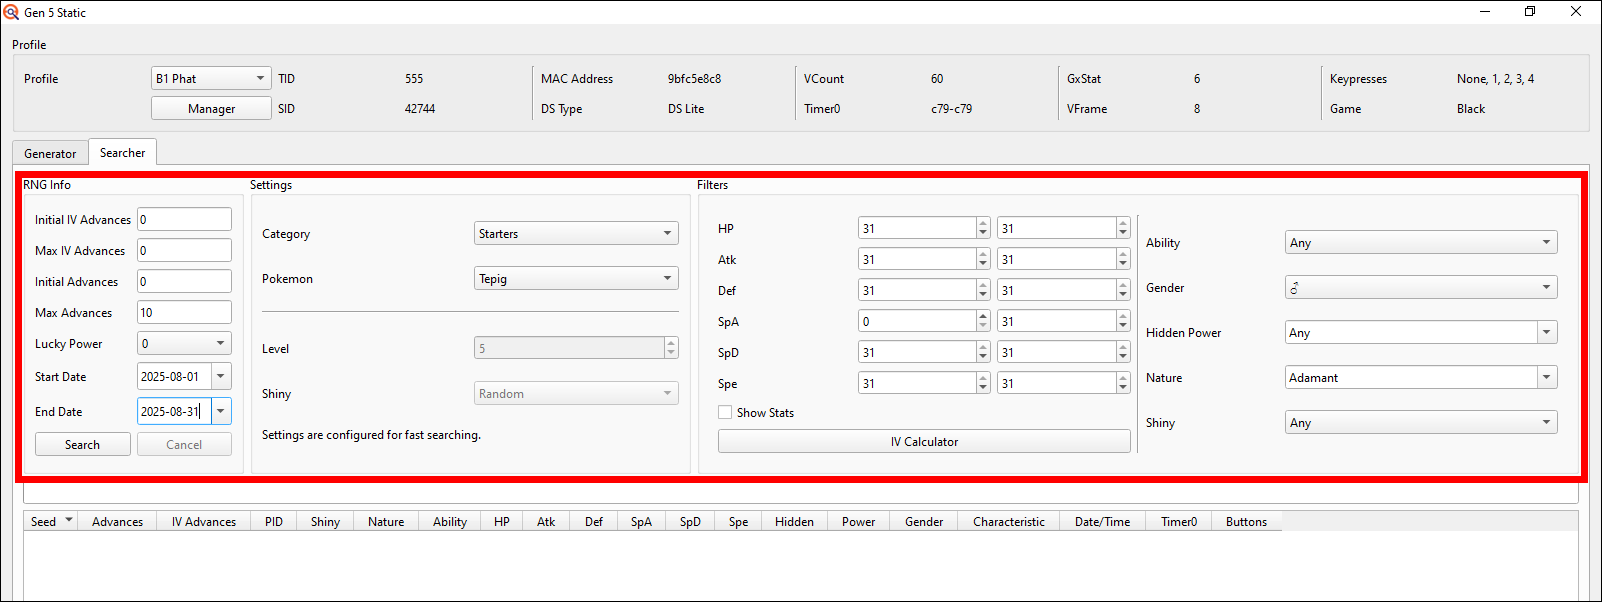 Gen 5 Static
Profile
Profile B1 Phat TID 555 MAC Address 9bfc5e8c8 VCount 60 GxStat 6 Keypresses None, 1, 2, 3, 4
Manager SID 42744 DS Type DS Lite Timer0 c79-c79 VFrame 8 Game Black
Generator Searcher
RNG Info Settings Filters
Initial IV Advances 0
Max IV Advances 0
Initial Advances 0
Max Advances 10
Lucky Power 0
Start Date 2025-08-01
End Date 2025-08-31
Search Cancel
Category Starters
Pokemon Tepig
Level 5
Shiny Random
Settings are configured for fast searching.
HP 31 31
Atk 31 31
Def 31 31
SpA 0 31
SpD 31 31
Spe 31 31
Show Stats
IV Calculator
Ability Any
Gender ♂
Hidden Power Any
Nature Adamant
Shiny Any
Seed Advances IV Advances PID Shiny Nature Ability HP Atk Def SpA SpD Spe Hidden Power Gender Characteristic Date/Time Timer0 Buttons